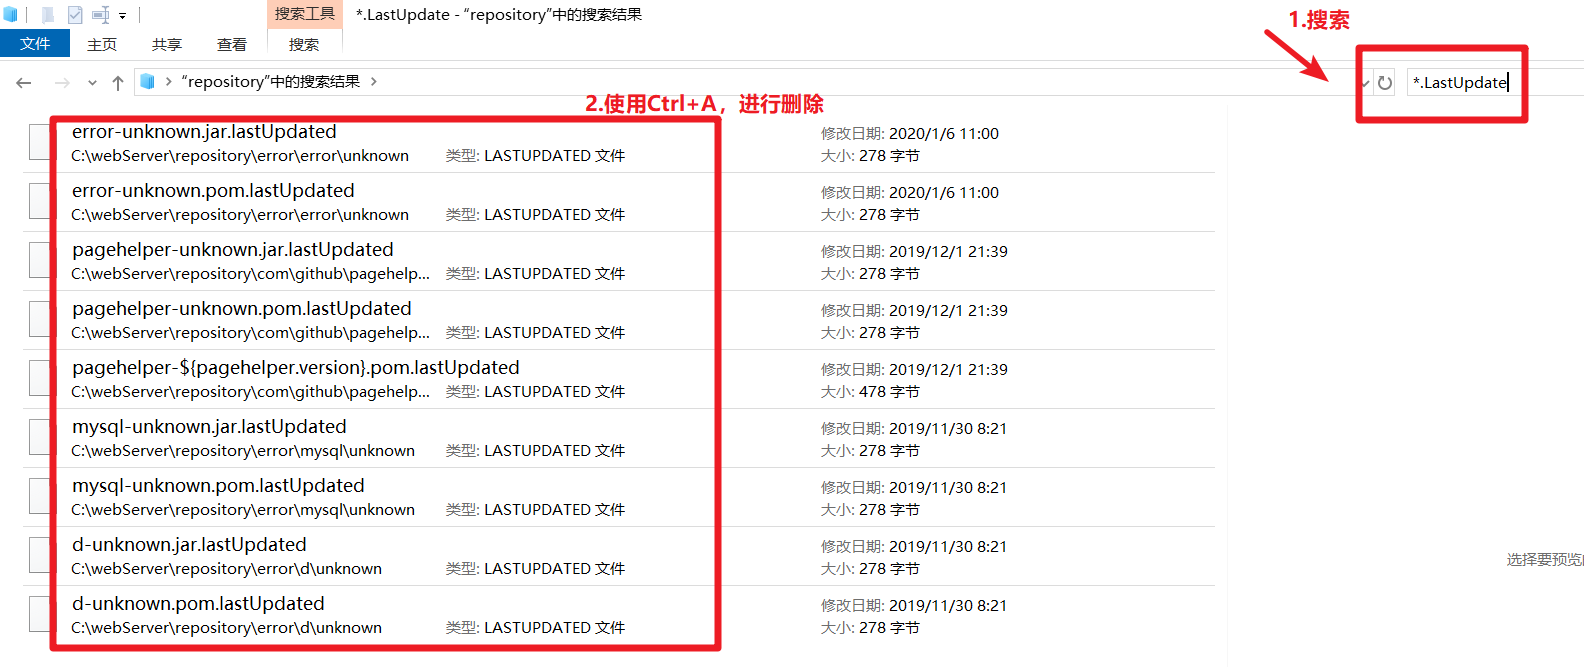 搜索工具 *.LastUpdate - “repository”中的搜索结果
文件 主页 共享 查看 搜索
1.搜索
“repository”中的搜索结果
*.LastUpdate
2.使用Ctrl+A，进行删除
error-unknown.jar.lastUpdated 修改日期: 2020/1/6 11:00
C:\webServer\repository\error\error\unknown 类型: LASTUPDATED 文件 大小: 278 字节
error-unknown.pom.lastUpdated 修改日期: 2020/1/6 11:00
C:\webServer\repository\error\error\unknown 类型: LASTUPDATED 文件 大小: 278 字节
pagehelper-unknown.jar.lastUpdated 修改日期: 2019/12/1 21:39
C:\webServer\repository\com\github\pagehelp... 类型: LASTUPDATED 文件 大小: 278 字节
pagehelper-unknown.pom.lastUpdated 修改日期: 2019/12/1 21:39
C:\webServer\repository\com\github\pagehelp... 类型: LASTUPDATED 文件 大小: 278 字节
pagehelper-${pagehelper.version}.pom.lastUpdated 修改日期: 2019/12/1 21:39
C:\webServer\repository\com\github\pagehelp... 类型: LASTUPDATED 文件 大小: 478 字节
mysql-unknown.jar.lastUpdated 修改日期: 2019/11/30 8:21
C:\webServer\repository\error\mysql\unknown 类型: LASTUPDATED 文件 大小: 278 字节
mysql-unknown.pom.lastUpdated 修改日期: 2019/11/30 8:21
C:\webServer\repository\error\mysql\unknown 类型: LASTUPDATED 文件 大小: 278 字节
d-unknown.jar.lastUpdated 修改日期: 2019/11/30 8:21
选择要预览
C:\webServer\repository\error\d\unknown 类型: LASTUPDATED 文件 大小: 278 字节
d-unknown.pom.lastUpdated 修改日期: 2019/11/30 8:21
C:\webServer\repository\error\d\unknown 类型: LASTUPDATED 文件 大小: 278 字节